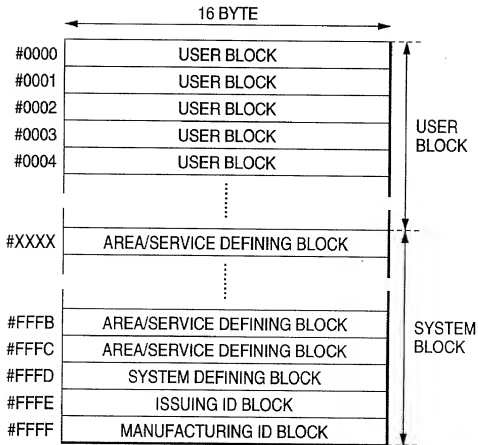 16 BYTE
#0000 USER BLOCK
#0001 USER BLOCK
#0002 USER BLOCK
#0003 USER BLOCK
#0004 USER BLOCK
USER
BLOCK
#XXXX AREA/SERVICE DEFINING BLOCK
#FFFB AREA/SERVICE DEFINING BLOCK
#FFFC AREA/SERVICE DEFINING BLOCK
#FFFD SYSTEM DEFINING BLOCK
#FFFE ISSUING ID BLOCK
#FFFF MANUFACTURING ID BLOCK
SYSTEM
BLOCK